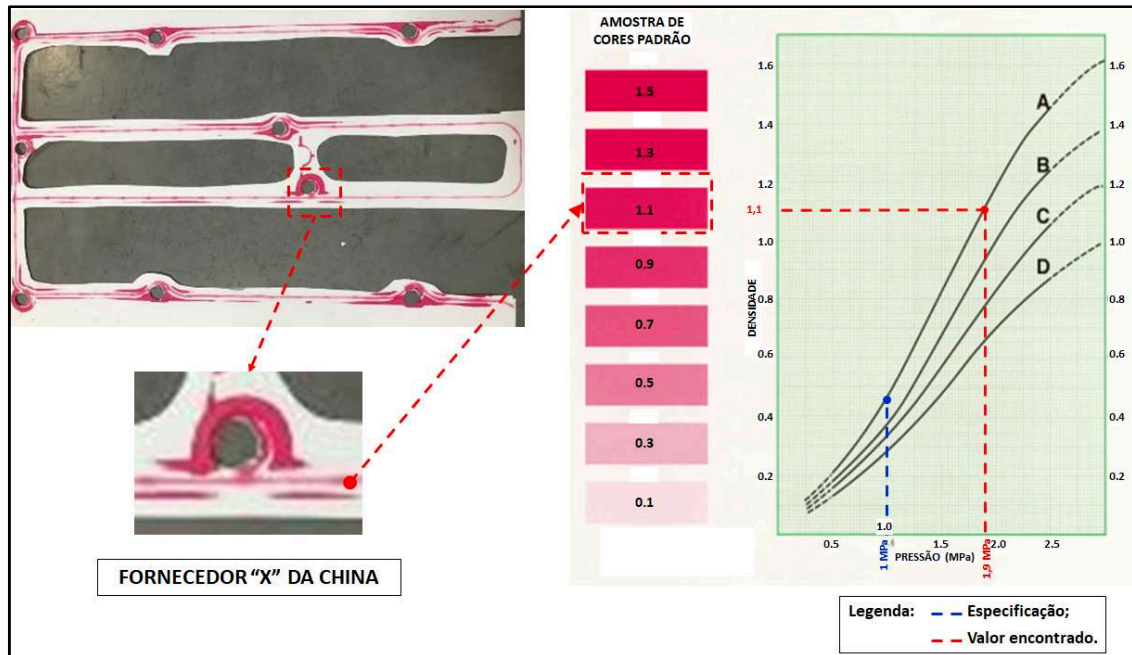 AMOSTRA DE
CORES PADRÃO
1.5
1.3
1.1
0.9
0.7
0.5
0.3
0.1
1.6
1.4
1.2
1,1
1.0
0.8
0.6
0.4
0.2
DENSIDADE
A
B
C
D
1.6
1.4
1.2
1.0
0.8
0.6
0.4
0.2
0.5
1.0
1.5
2.0
2.5
PRESSÃO (MPa)
1 MPa
1,9 MPa
FORNECEDOR “X” DA CHINA
Legenda:
Especificação;
Valor encontrado.